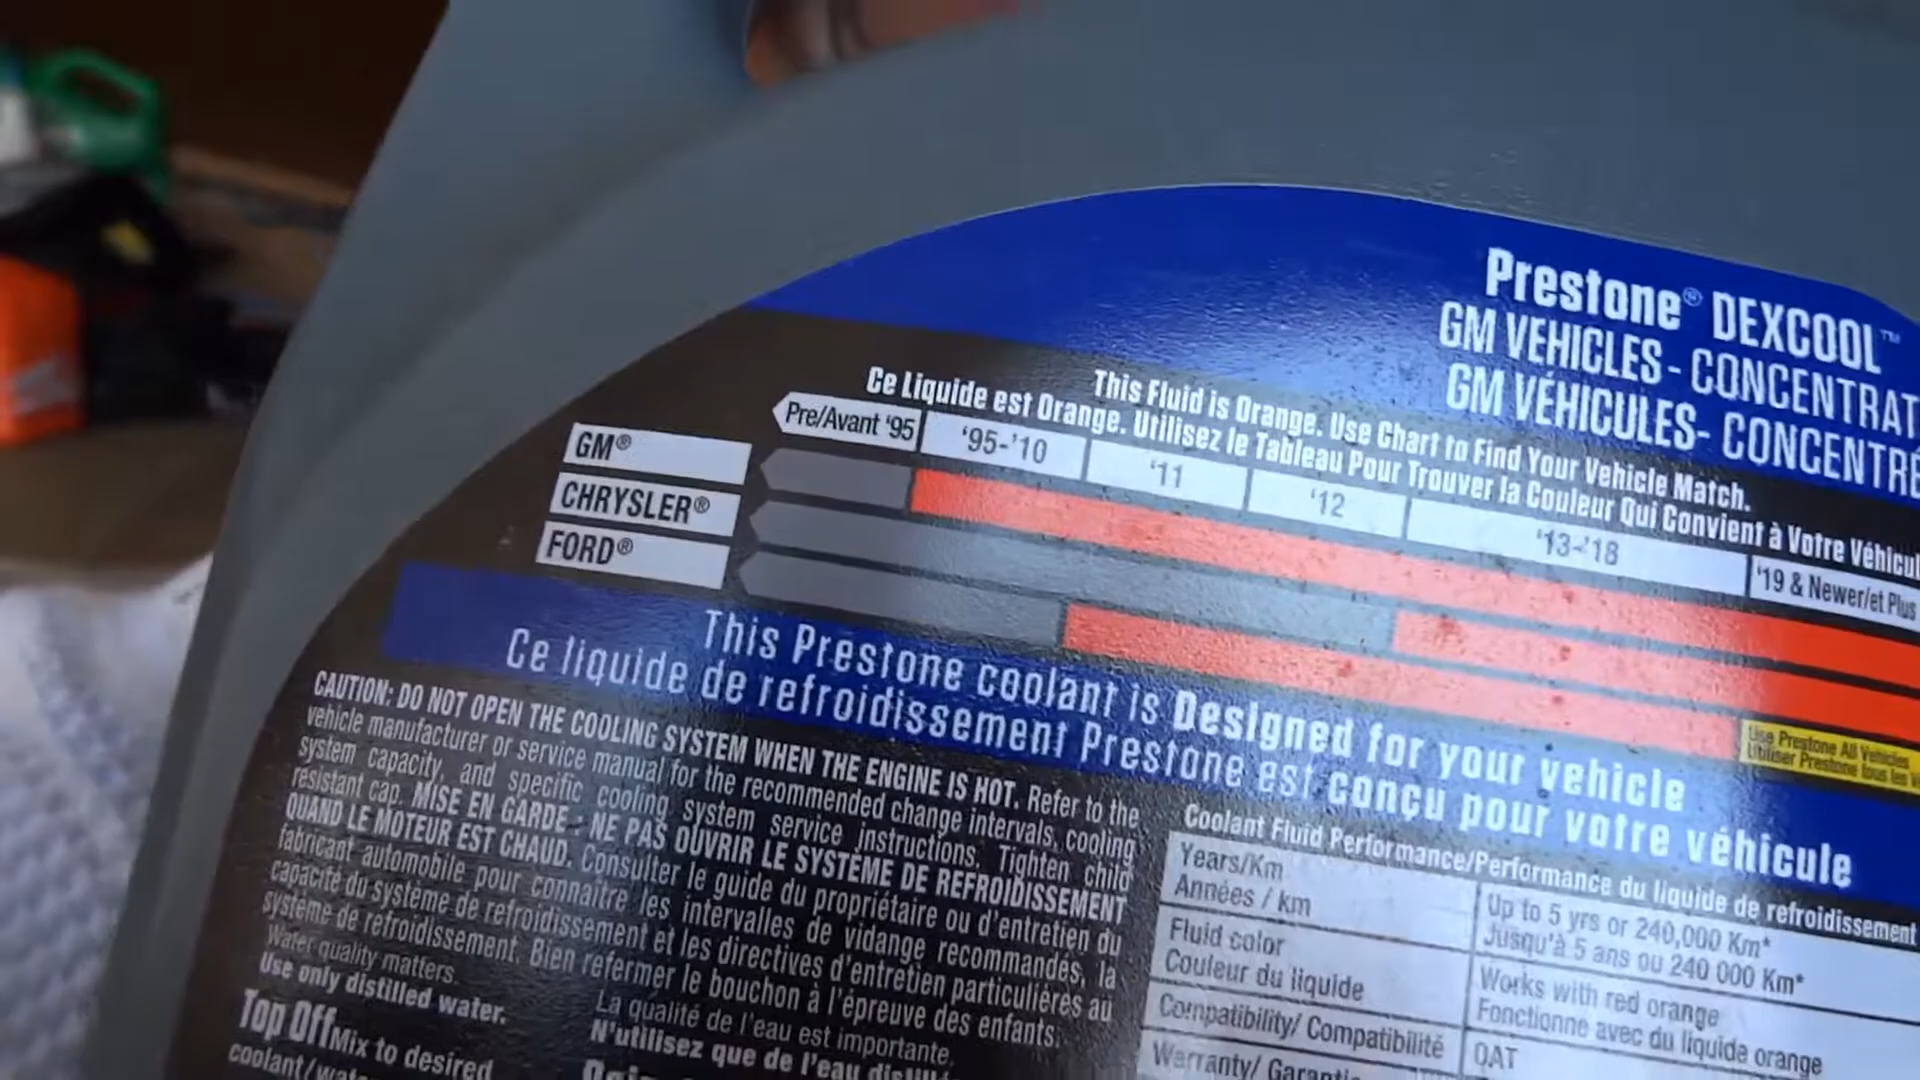 Prestone® DEXCOOL™
GM VEHICLES - CONCENTRAT
GM VÉHICULES- CONCENTRÉ
This Fluid is Orange. Use Chart to Find Your Vehicle Match.
Ce Liquide est Orange. Utilisez le Tableau Pour Trouver la Couleur Qui Convient à Votre Véhicul
Pre/Avant '95
'95-'10
'11
'12
'13-'18
'19 & Newer/et Plus
GM®
CHRYSLER®
FORD®
Use Prestone All Vehicles
Utiliser Prestone tous les
This Prestone coolant is Designed for your vehicle
Ce liquide de refroidissement Prestone est conçu pour votre véhicule
CAUTION: DO NOT OPEN THE COOLING SYSTEM WHEN THE ENGINE IS HOT. Refer to the
vehicle manufacturer or service manual for the recommended change intervals, cooling
system capacity, and specific cooling system service instructions. Tighten child
resistant cap. MISE EN GARDE - NE PAS OUVRIR LE SYSTÈME DE REFROIDISSEMENT
QUAND LE MOTEUR EST CHAUD. Consulter le guide du propriétaire ou d'entretien du
fabricant automobile pour connaître les intervalles de vidange recommandés, la
capacité du système de refroidissement et les directives d'entretien particulières au
système de refroidissement. Bien refermer le bouchon à l'épreuve des enfants.
Water quality matters.
Use only distilled water.
La qualité de l'eau est importante.
N'utilisez que de l'eau
Top Off Mix to desired
coolant/
Coolant Fluid Performance/Performance du liquide de refroidissement
Years/Km
Années / km
Up to 5 yrs or 240,000 Km*
Jusqu'à 5 ans ou 240 000 Km*
Fluid color
Couleur du liquide
Works with red orange
Fonctionne avec du liquide orange
Compatibility/ Compatibilité
OAT
Warranty/